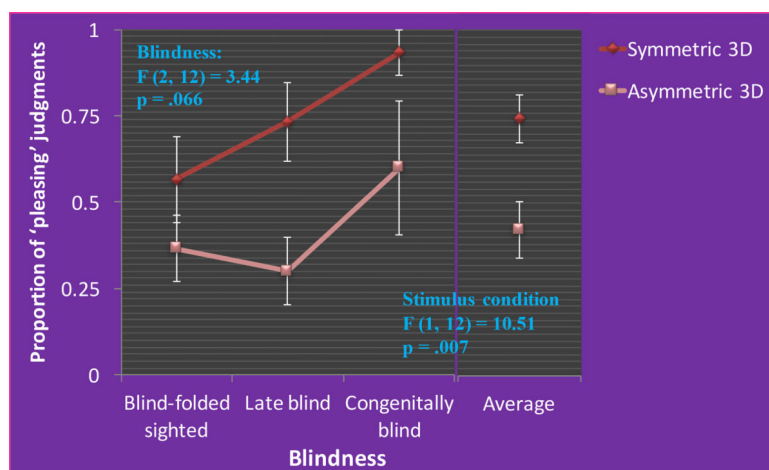 Proportion of 'pleasing' judgments
1
0.75
0.5
0.25
0
Blindness:
F (2, 12) = 3.44
p = .066
Stimulus condition
F (1, 12) = 10.51
p = .007
Symmetric 3D
Asymmetric 3D
Blind-folded
sighted
Late blind
Congenitally
blind
Average
Blindness